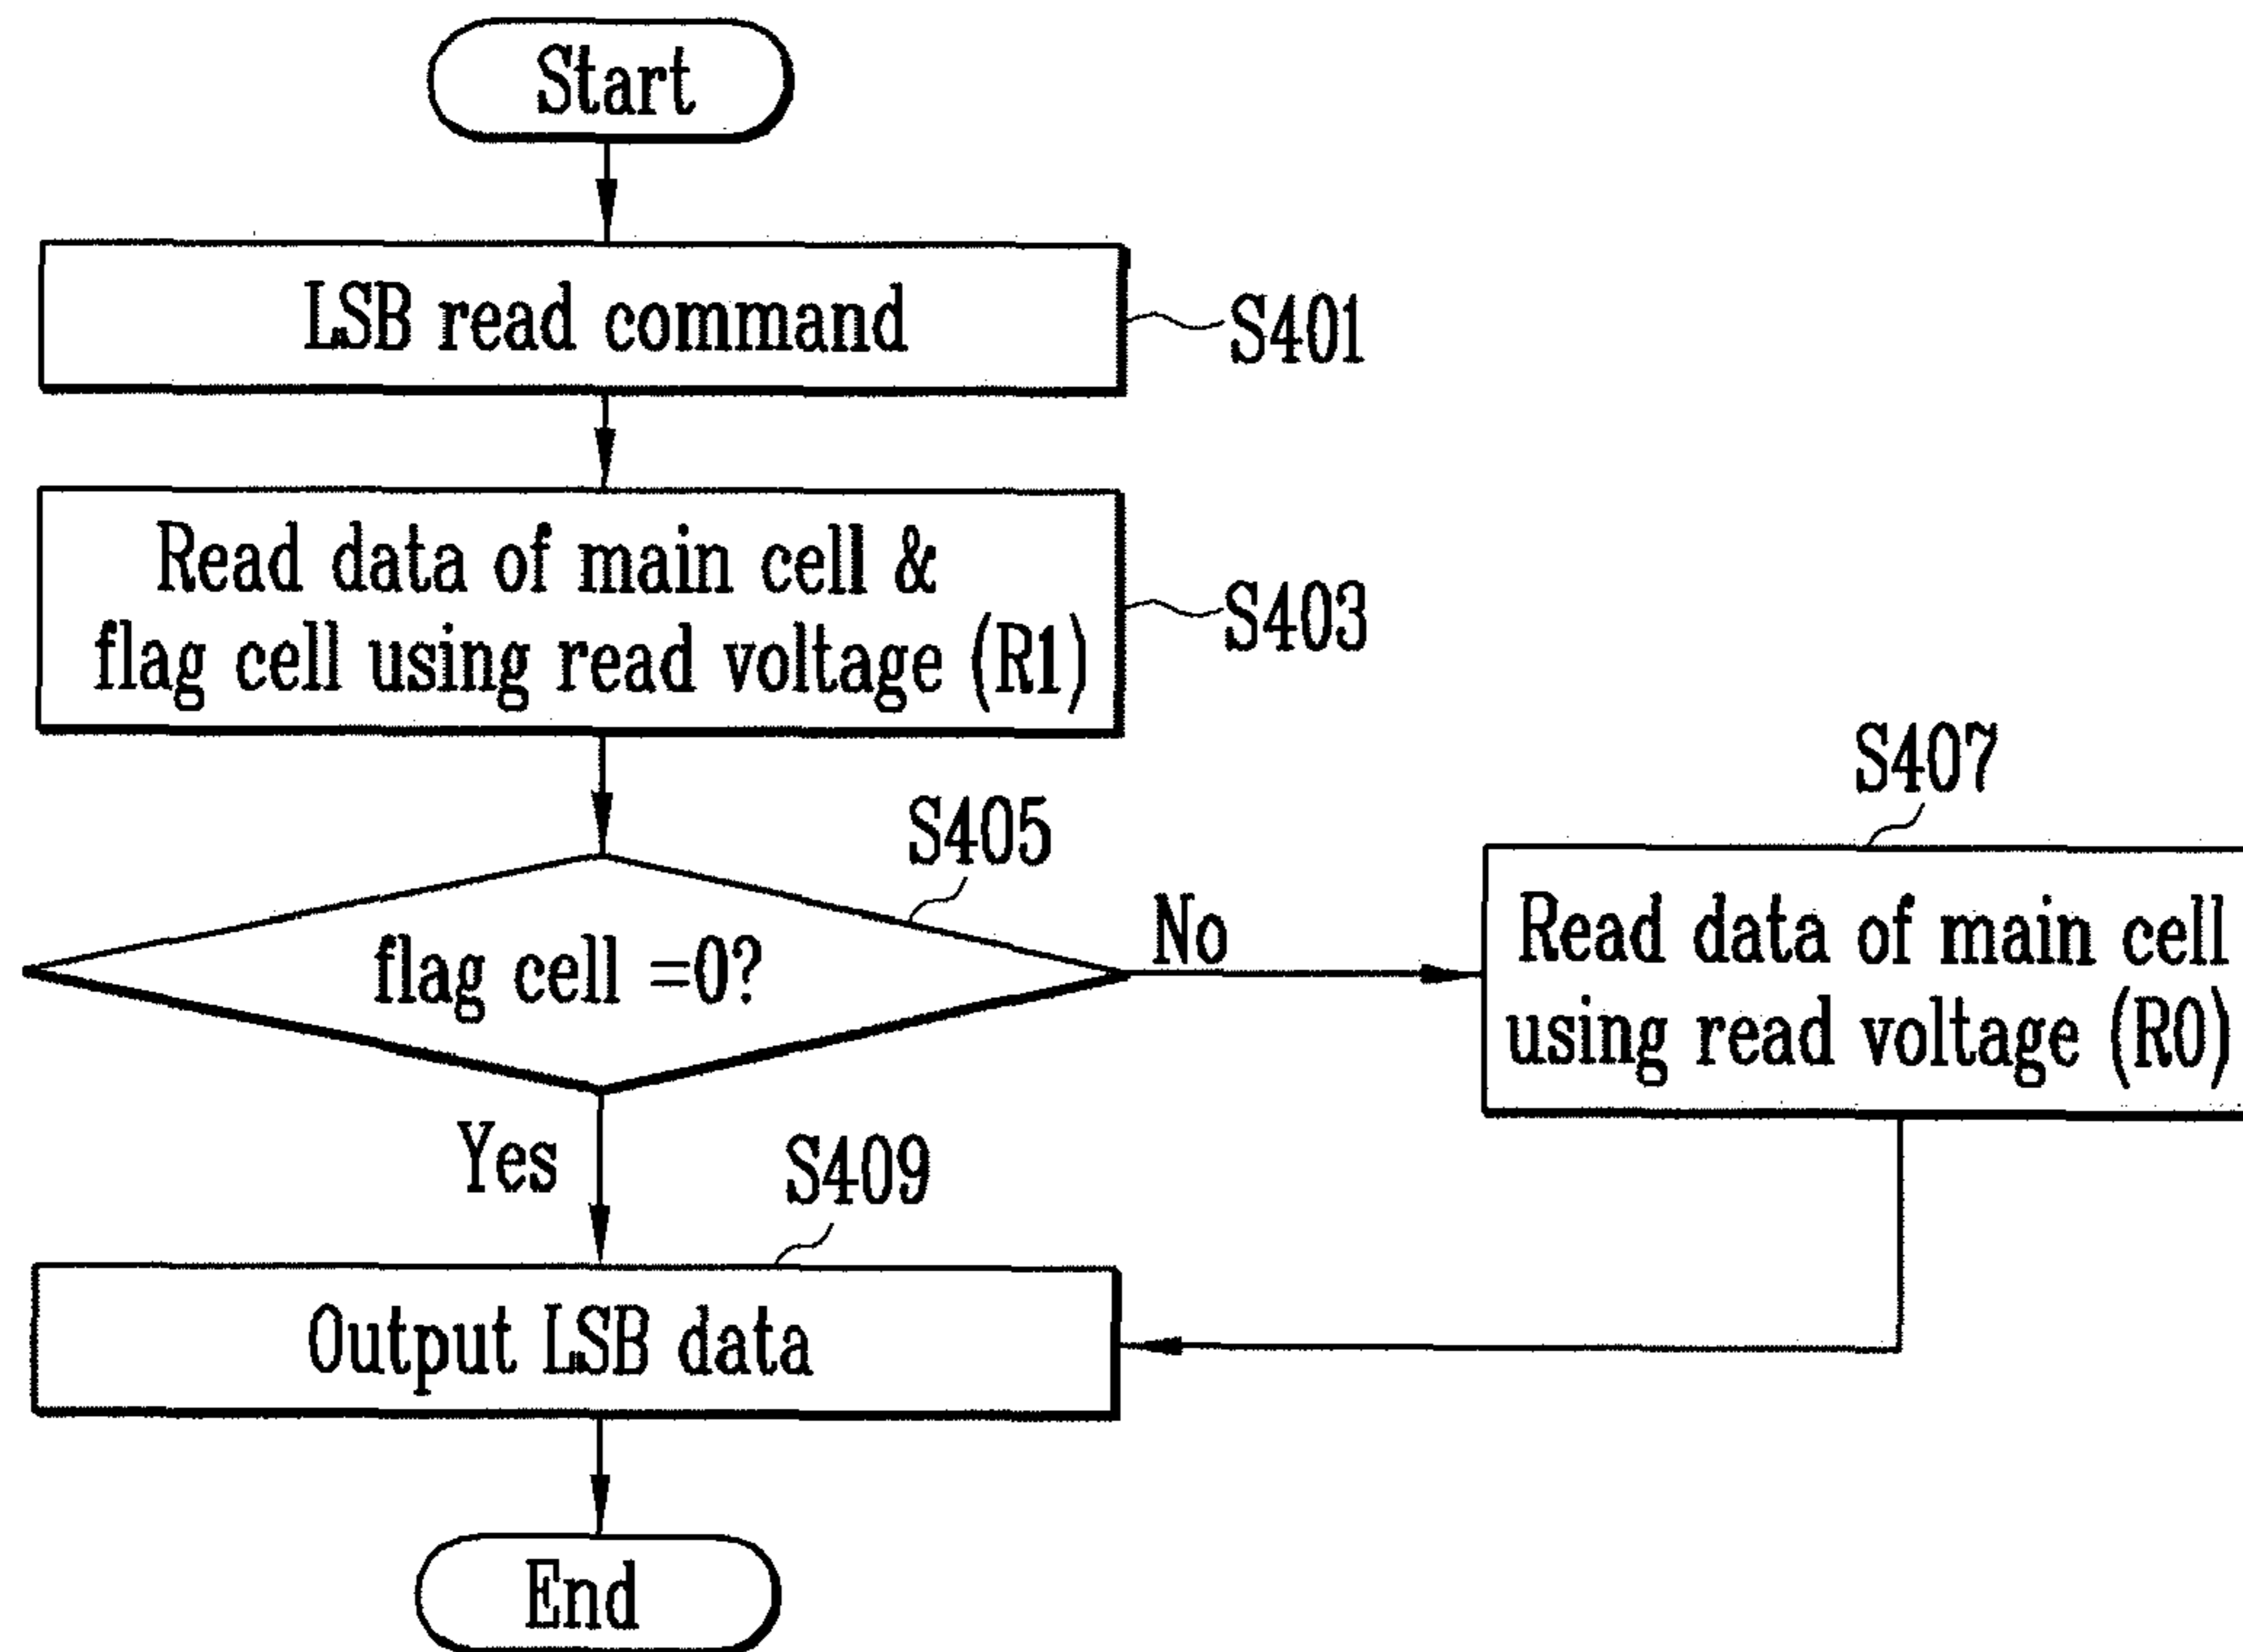 Start
LSB read command
S401
Read data of main cell &
flag cell using read voltage (R1)
S403
S405
flag cell =0?
No
S407
Read data of main cell
using read voltage (R0)
Yes
S409
Output LSB data
End